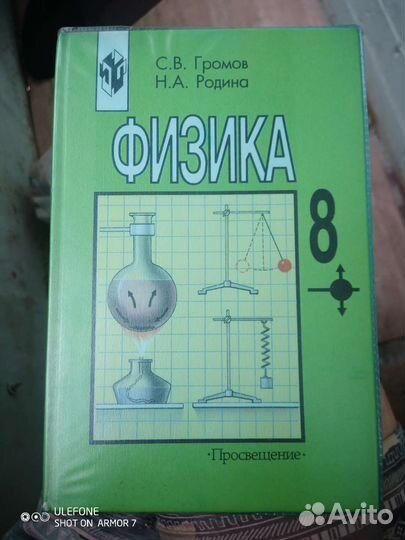 С.В. Громов
Н.А. Родина
ФИЗИКА
8
·Просвещение·
ULEFONE
SHOT ON ARMOR 7
Avito